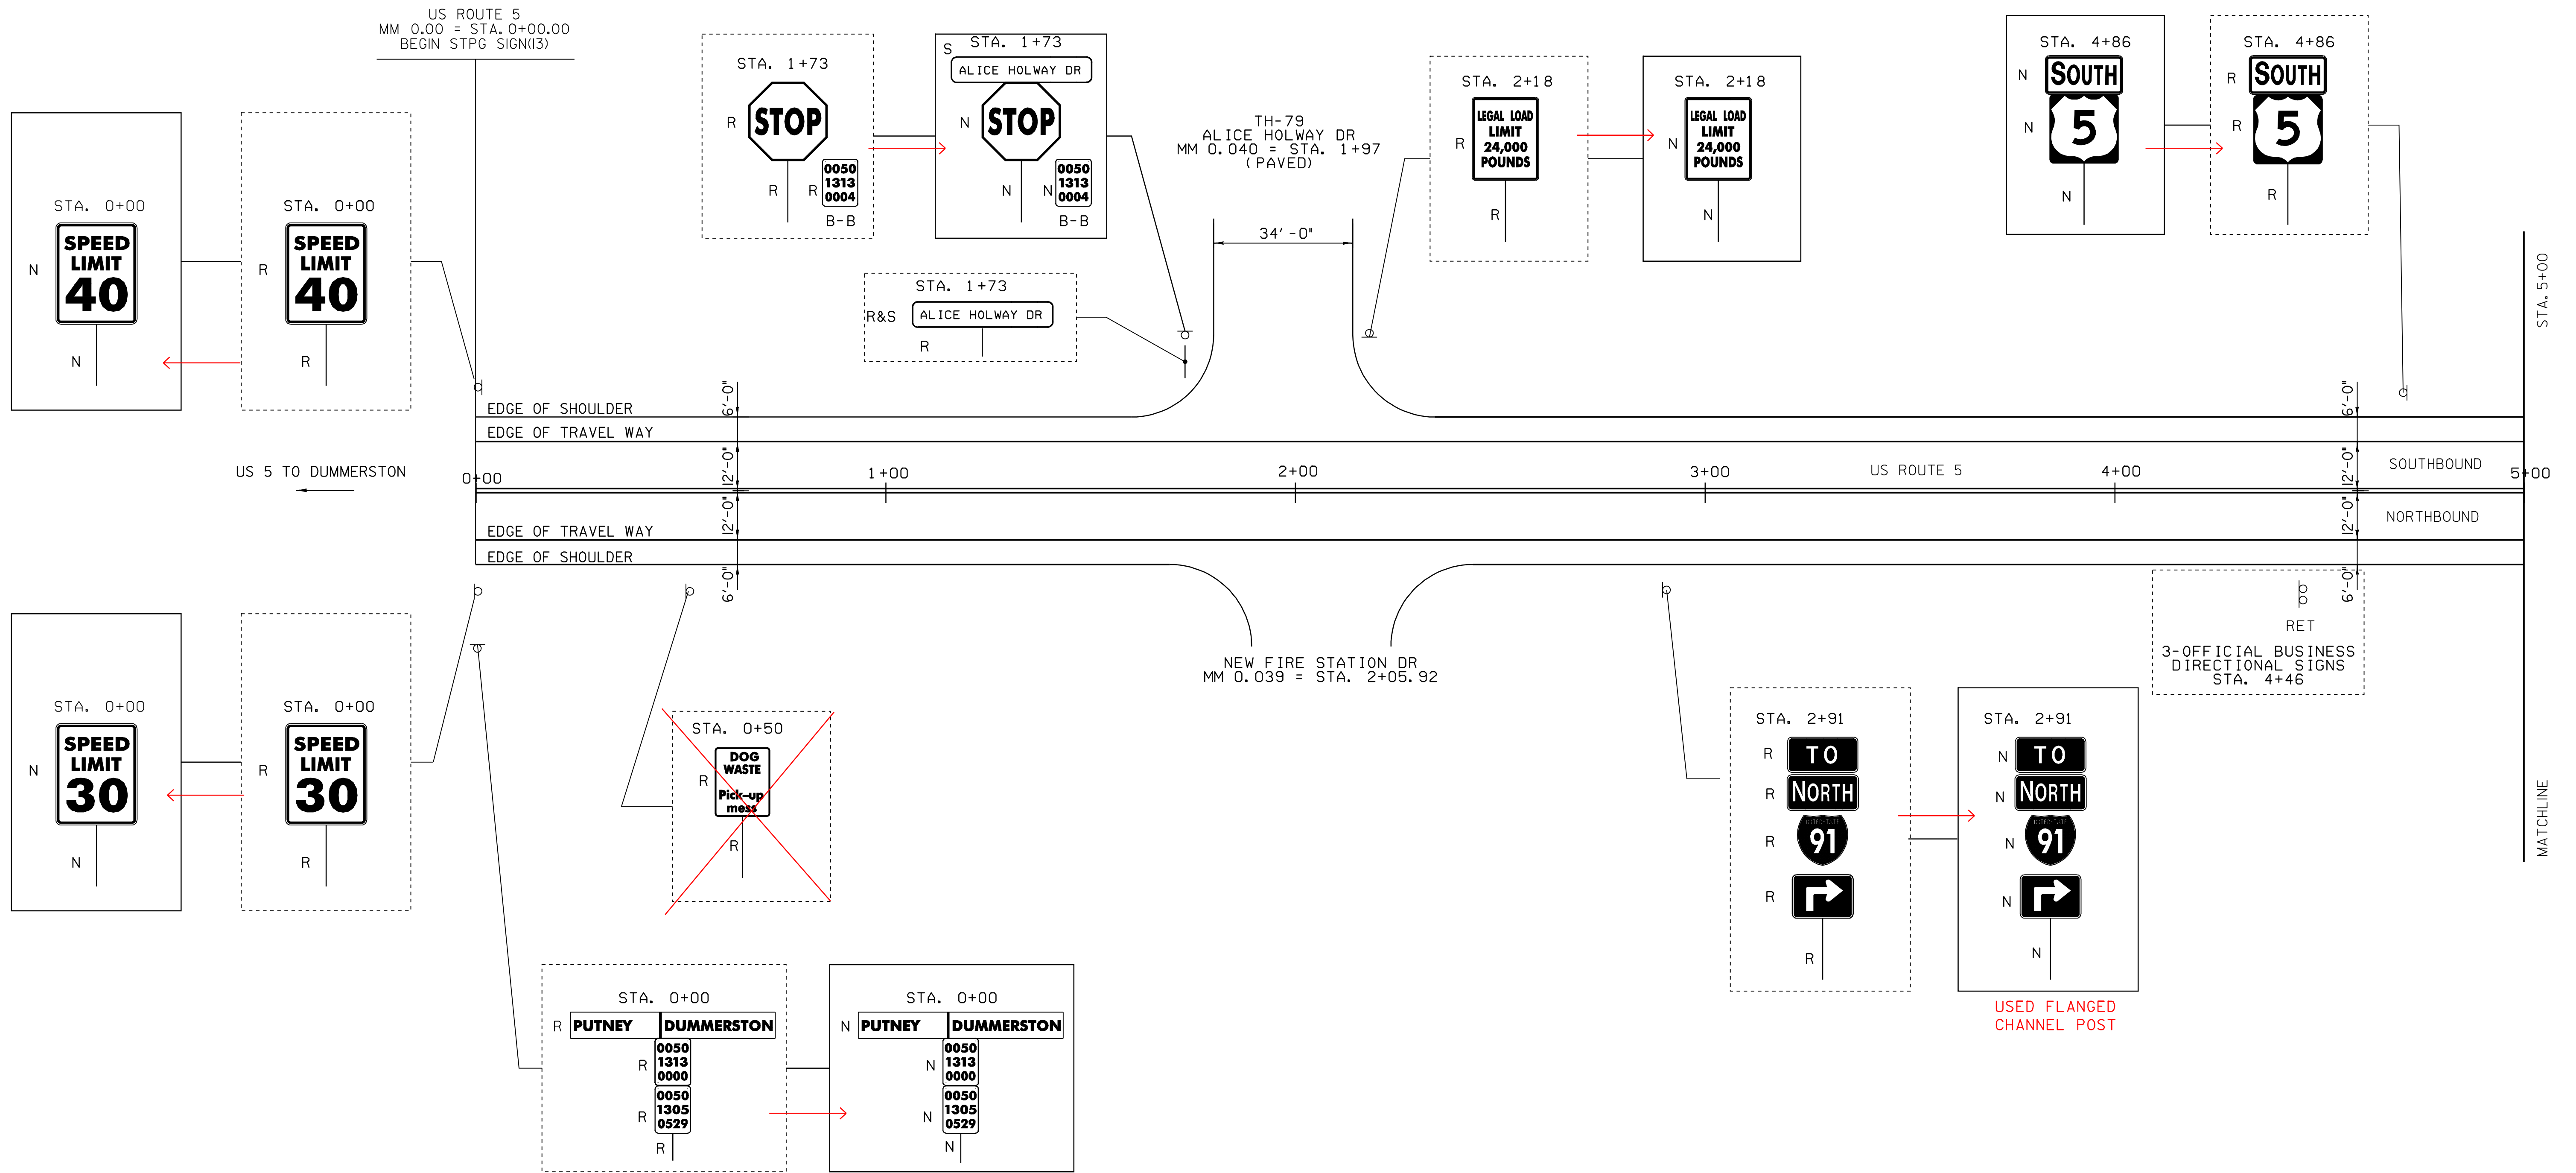 US ROUTE 5
MM 0.00 = STA. 0+00.00
BEGIN STPG SIGN(13)
STA. 0+00
N
SPEED
LIMIT
40
N
STA. 0+00
R
SPEED
LIMIT
40
R
STA. 1+73
R
STOP
R
R
0050
1313
0004
B-B
S
STA. 1+73
ALICE HOLWAY DR
N
STOP
N
N
0050
1313
0004
B-B
STA. 1+73
R&S
ALICE HOLWAY DR
R
TH-79
ALICE HOLWAY DR
MM 0.040 = STA. 1+97
(PAVED)
34'-0"
STA. 2+18
R
LEGAL LOAD
LIMIT
24,000
POUNDS
R
STA. 2+18
N
LEGAL LOAD
LIMIT
24,000
POUNDS
N
STA. 4+86
N
SOUTH
N
5
N
STA. 4+86
R
SOUTH
R
5
R
STA. 5+00
MATCHLINE
EDGE OF SHOULDER
EDGE OF TRAVEL WAY
6'-0"
12'-0"
12'-0"
6'-0"
US 5 TO DUMMERSTON
0+00
1+00
2+00
3+00
US ROUTE 5
4+00
5+00
SOUTHBOUND
NORTHBOUND
6'-0"
12'-0"
12'-0"
6'-0"
EDGE OF TRAVEL WAY
EDGE OF SHOULDER
STA. 0+00
N
SPEED
LIMIT
30
N
STA. 0+00
R
SPEED
LIMIT
30
R
STA. 0+50
DOG
WASTE
R
Pick-up
mess
R
NEW FIRE STATION DR
MM 0.039 = STA. 2+05.92
RET
3-OFFICIAL BUSINESS
DIRECTIONAL SIGNS
STA. 4+46
STA. 2+91
R
TO
R
NORTH
R
91
R
R
STA. 2+91
N
TO
N
NORTH
N
91
N
N
USED FLANGED
CHANNEL POST
STA. 0+00
R
PUTNEY
DUMMERSTON
R
0050
1313
0000
R
0050
1305
0529
R
STA. 0+00
N
PUTNEY
DUMMERSTON
N
0050
1313
0000
N
0050
1305
0529
N